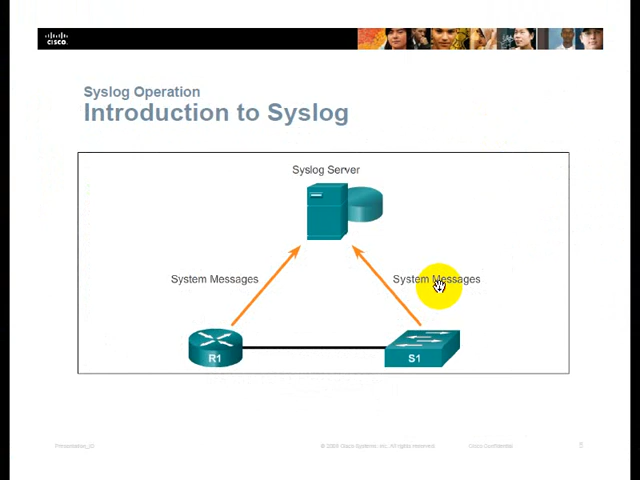 CISCO.
Syslog Operation
Introduction to Syslog
Syslog Server
System Messages
System Messages
R1
S1
Presentation_ID
© 2008 Cisco Systems, Inc. All rights reserved.
Cisco Confidential
5